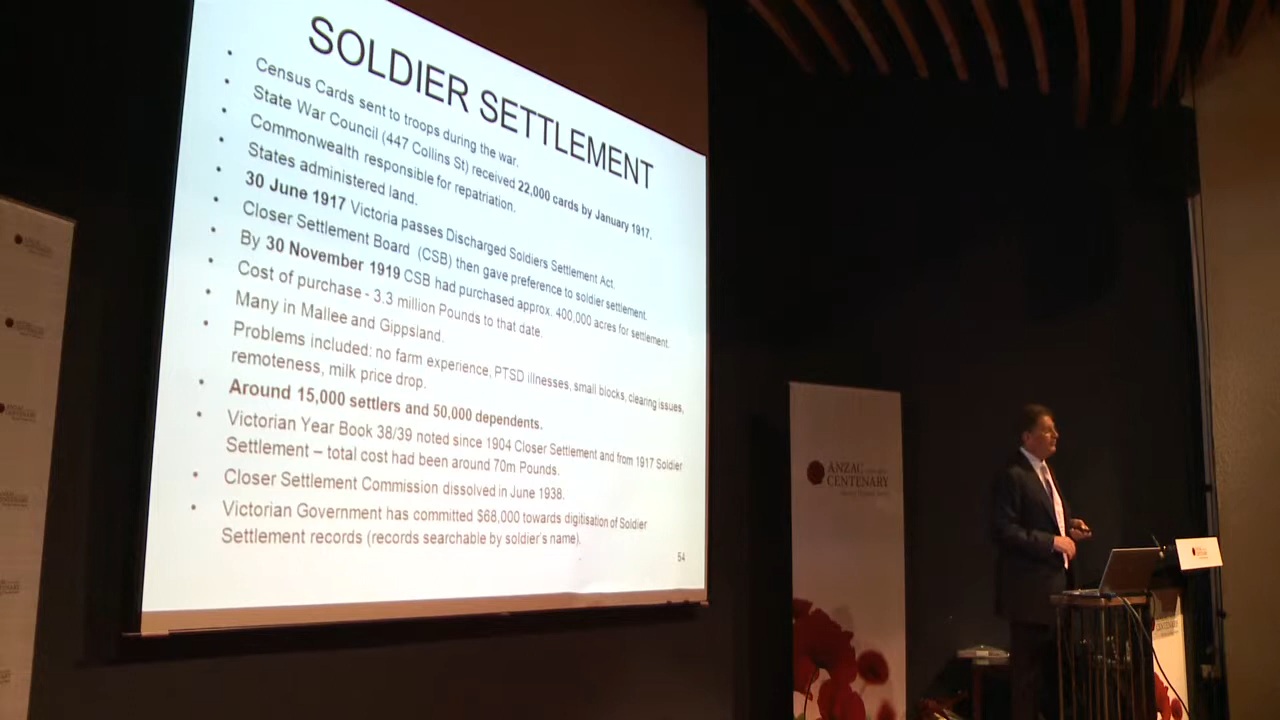 SOLDIER SETTLEMENT
• Census Cards sent to troops during the war.
• State War Council (447 Collins St) received 22,000 cards by January 1917.
• Commonwealth responsible for repatriation.
• States administered land.
• 30 June 1917 Victoria passes Discharged Soldiers Settlement Act.
• Closer Settlement Board (CSB) then gave preference to soldier settlement.
• By 30 November 1919 CSB had purchased approx. 400,000 acres for settlement.
• Cost of purchase - 3.3 million Pounds to that date.
• Many in Mallee and Gippsland.
• Problems included: no farm experience, PTSD illnesses, small blocks, clearing issues,
remoteness, milk price drop.
• Around 15,000 settlers and 50,000 dependents.
• Victorian Year Book 38/39 noted since 1904 Closer Settlement and from 1917 Soldier
Settlement – total cost had been around 70m Pounds.
• Closer Settlement Commission dissolved in June 1938.
• Victorian Government has committed $68,000 towards digitisation of Soldier
Settlement records (records searchable by soldier's name).
54
ANZAC
CENTENARY